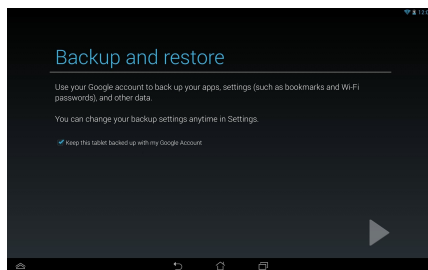 12:0
Backup and restore
Use your Google account to back up your apps, settings (such as bookmarks and Wi-Fi
passwords), and other data.
You can change your backup settings anytime in Settings.
Keep this tablet backed up with my Google Account